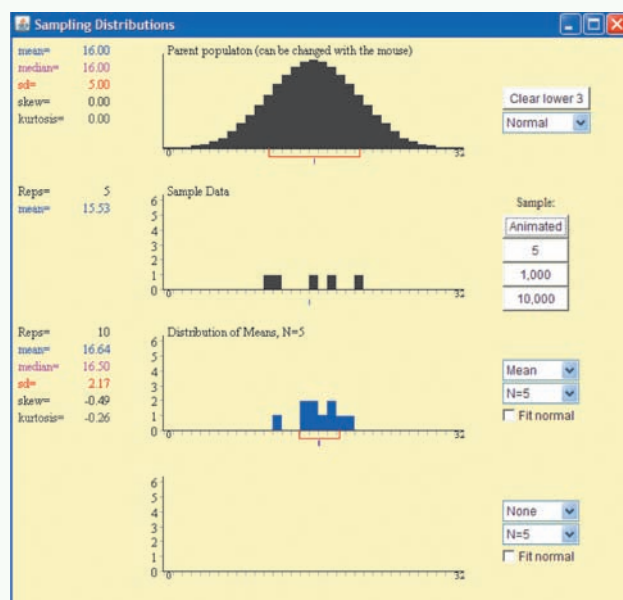 Sampling Distributions
mean= 16.00
median= 16.00
sd= 5.00
skew= 0.00
kurtosis= 0.00
Parent populaton (can be changed with the mouse)
0 32
Clear lower 3
Normal
Reps= 5
mean= 15.53
Sample Data
6
5
4
3
2
1
0
0 32
Sample:
Animated
5
1,000
10,000
Reps= 10
mean= 16.64
median= 16.50
sd= 2.17
skew= -0.49
kurtosis= -0.26
Distribution of Means, N=5
6
5
4
3
2
1
0
0 32
Mean
N=5
Fit normal
6
5
4
3
2
1
0
0 32
None
N=5
Fit normal